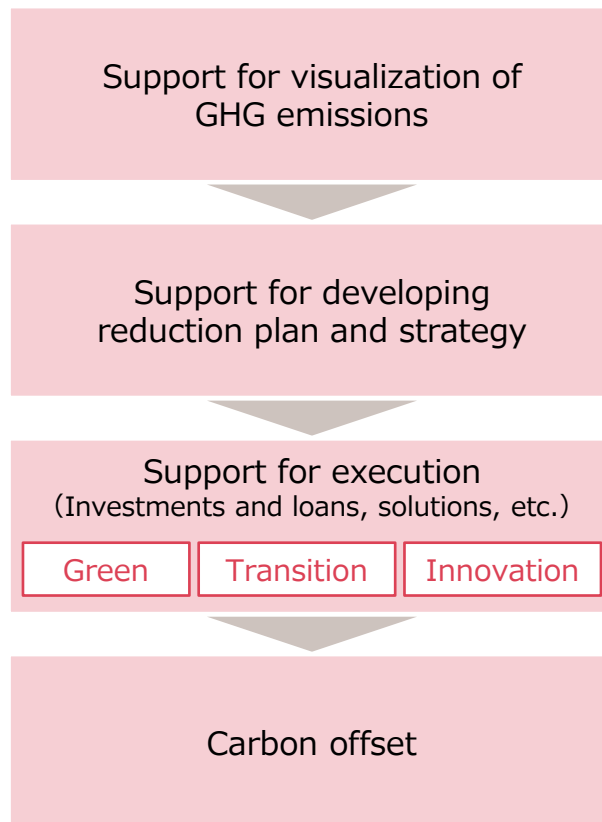 Support for visualization of
GHG emissions
Support for developing
reduction plan and strategy
Support for execution
（Investments and loans, solutions, etc.）
Green
Transition
Innovation
Carbon offset